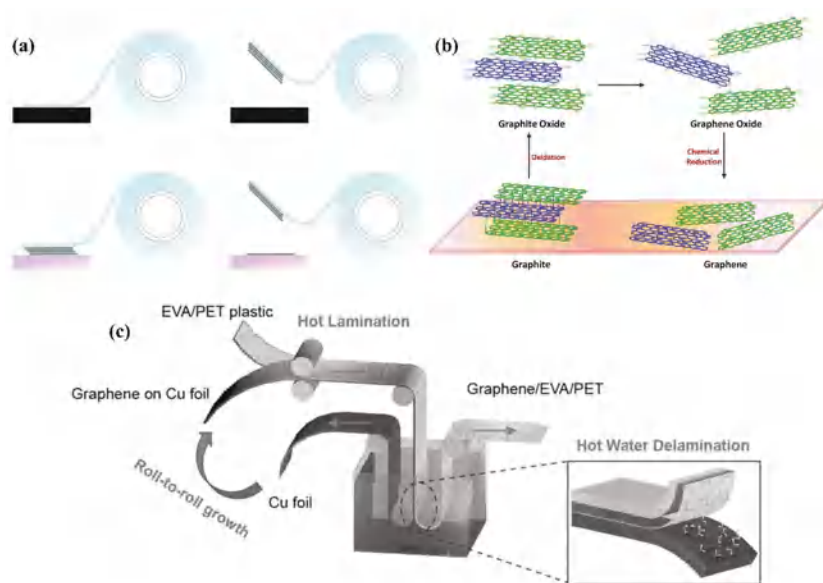 (a)
(b)
Graphite Oxide
Graphene Oxide
Oxidation
Chemical
Reduction
Graphite
Graphene
(c)
EVA/PET plastic
Hot Lamination
Graphene on Cu foil
Graphene/EVA/PET
Hot Water Delamination
Roll-to-roll growth
Cu foil